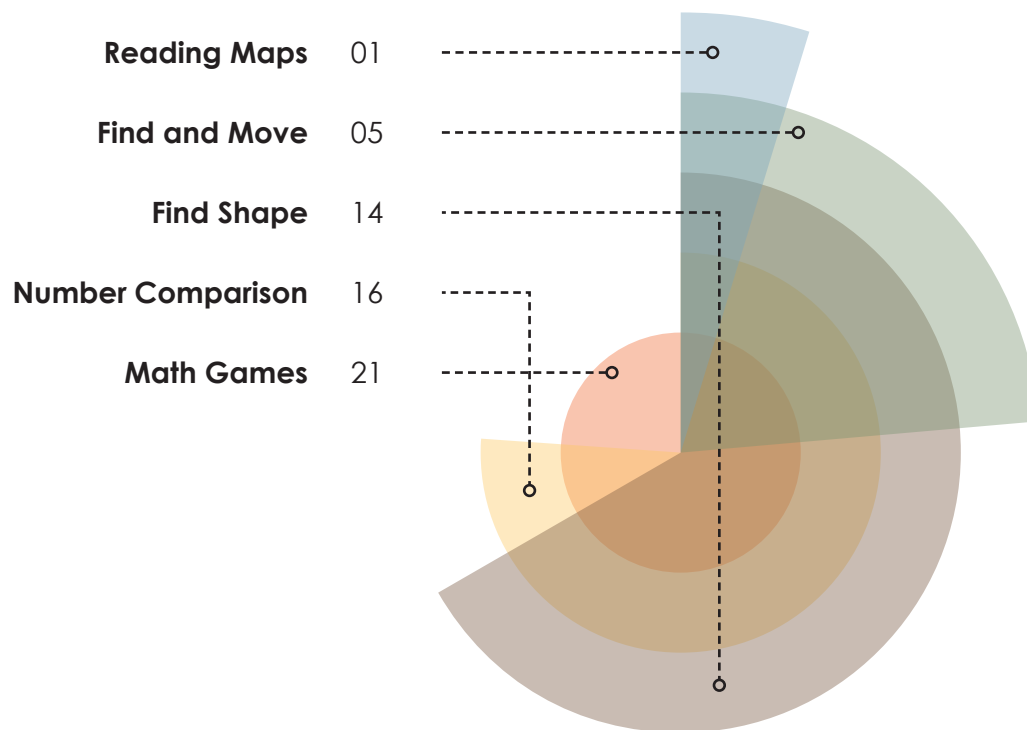 Reading Maps 01
Find and Move 05
Find Shape 14
Number Comparison 16
Math Games 21